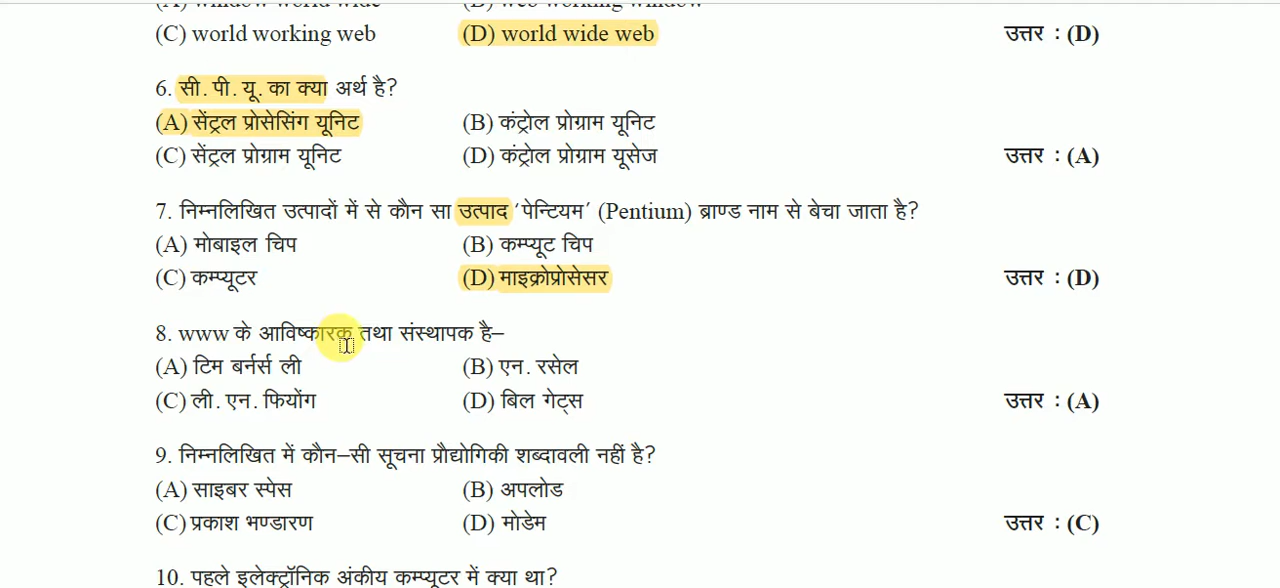 (C) world working web (D) world wide web उत्तर : (D)
6. सी. पी. यू. का क्या अर्थ है?
(A) सेंट्रल प्रोसेसिंग यूनिट (B) कंट्रोल प्रोग्राम यूनिट
(C) सेंट्रल प्रोग्राम यूनिट (D) कंट्रोल प्रोग्राम यूसेज उत्तर : (A)
7. निम्नलिखित उत्पादों में से कौन सा उत्पाद ‘पेन्टियम’ (Pentium) ब्राण्ड नाम से बेचा जाता है?
(A) मोबाइल चिप (B) कम्प्यूट चिप
(C) कम्प्यूटर (D) माइक्रोप्रोसेसर उत्तर : (D)
8. www के आविष्कारक तथा संस्थापक है–
(A) टिम बर्नर्स ली (B) एन. रसेल
(C) ली. एन. फियोंग (D) बिल गेट्स उत्तर : (A)
9. निम्नलिखित में कौन–सी सूचना प्रौद्योगिकी शब्दावली नहीं है?
(A) साइबर स्पेस (B) अपलोड
(C) प्रकाश भण्डारण (D) मोडेम उत्तर : (C)
10. पहले इलेक्ट्रॉनिक अंकीय कम्प्यूटर में क्या था?